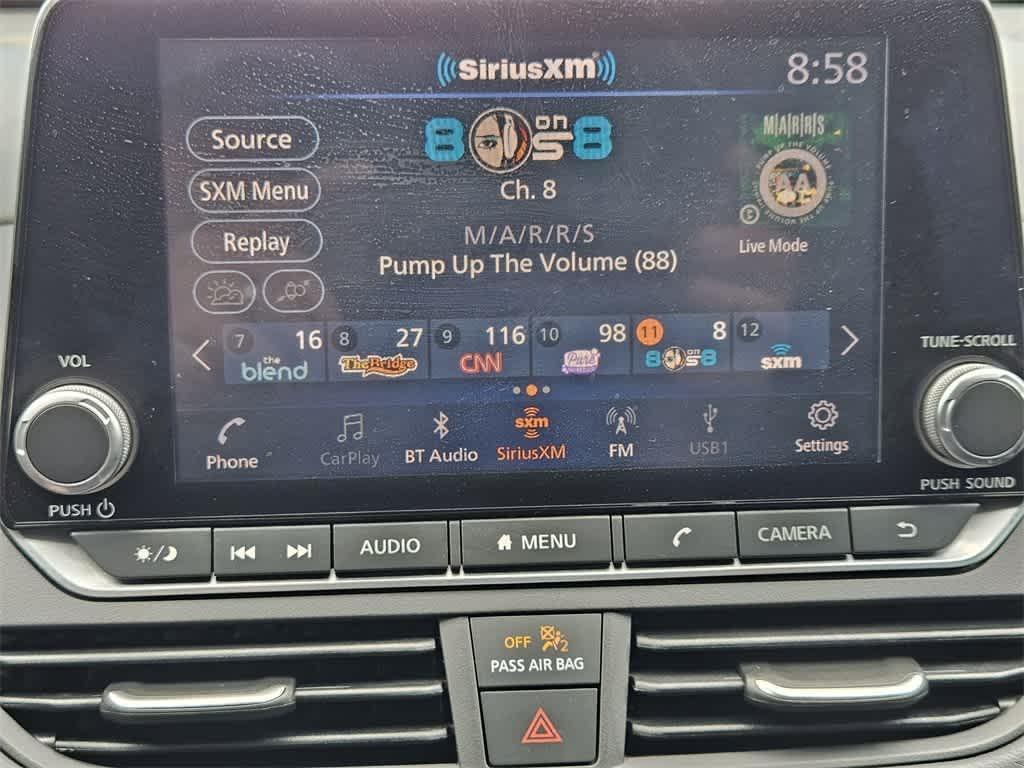 SiriusXM
8:58
Source
SXM Menu
Replay
8 on 80s 8
Ch. 8
M/A/R/R/S
Pump Up The Volume (88)
M|A|R|R|S
Live Mode
7 16
the blend
8 27
The Bridge
9 116
CNN
10 98
11 8
12
sxm
Phone
CarPlay
BT Audio
sxm
SiriusXM
FM
USB1
Settings
VOL
PUSH
TUNE-SCROLL
PUSH SOUND
AUDIO
MENU
CAMERA
OFF 2
PASS AIR BAG